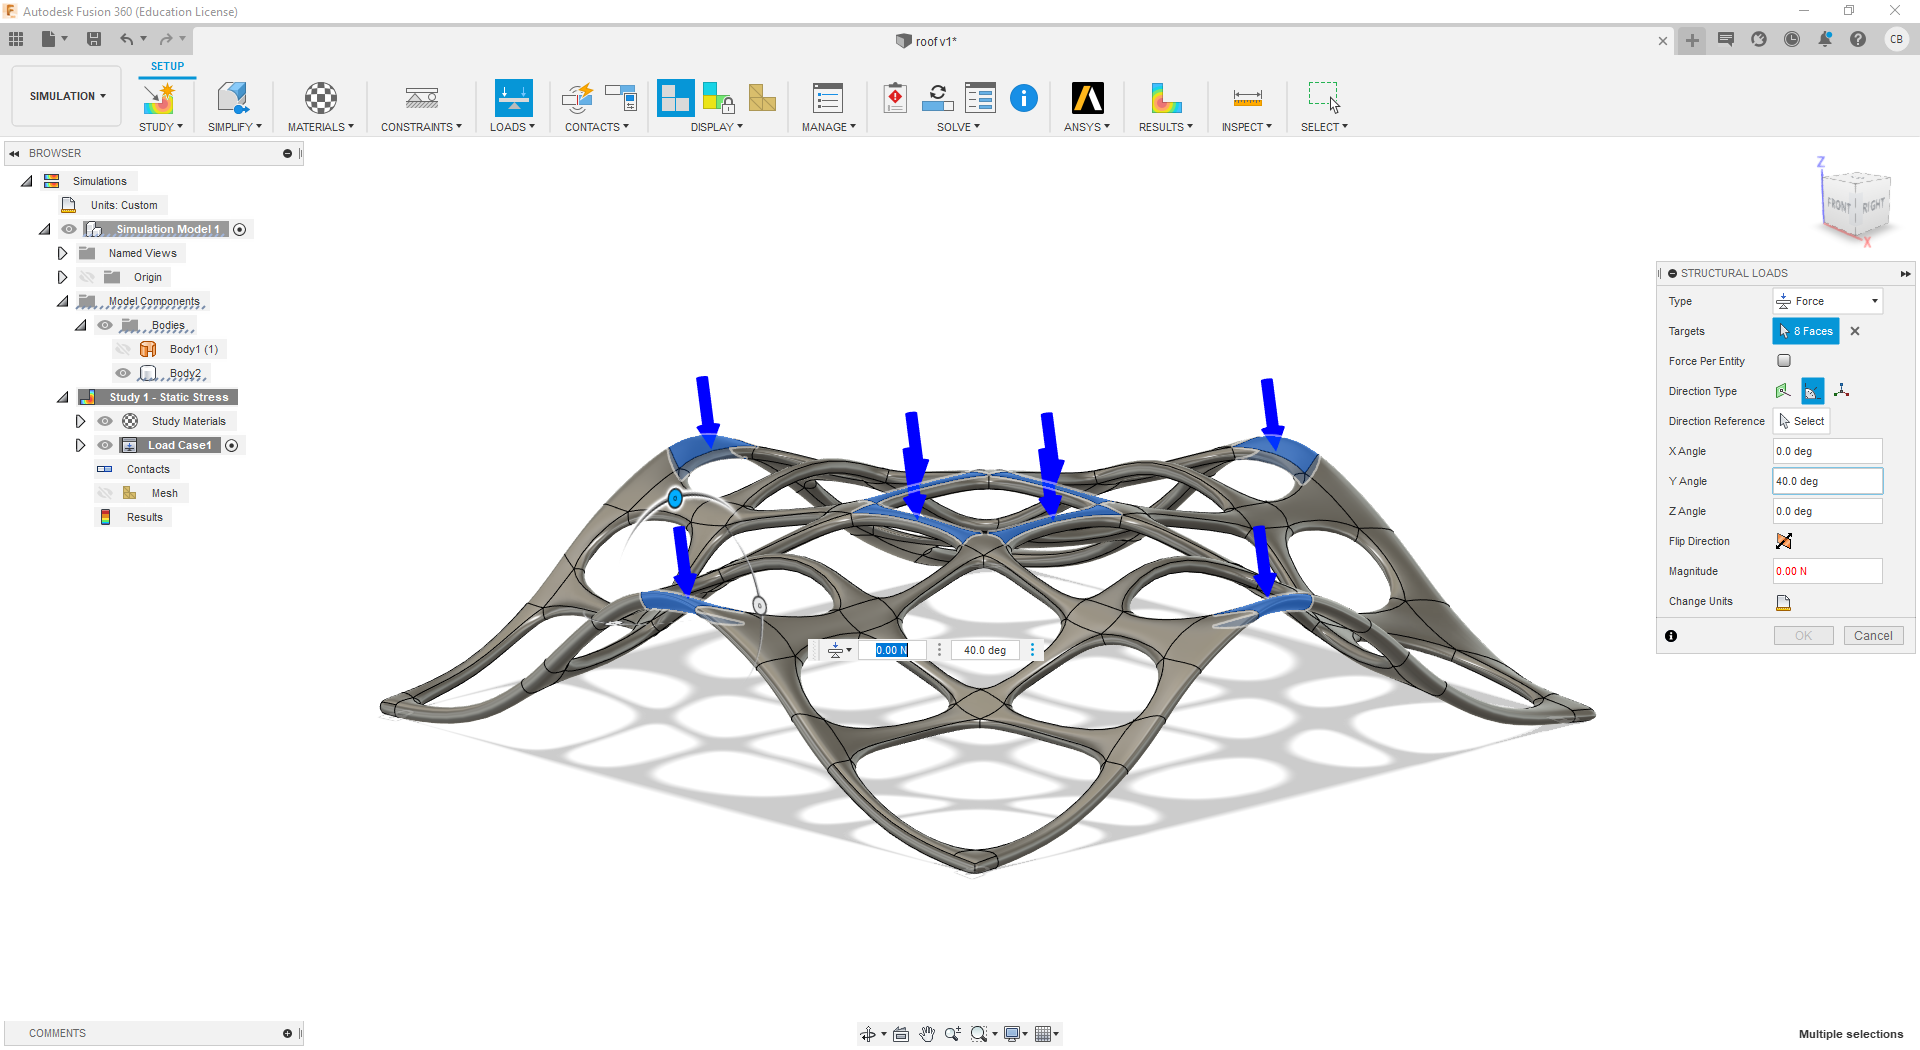 Autodesk Fusion 360 (Education License)
roof v1*
CB
SIMULATION
SETUP
STUDY
SIMPLIFY
MATERIALS
CONSTRAINTS
LOADS
CONTACTS
DISPLAY
MANAGE
SOLVE
ANSYS
RESULTS
INSPECT
SELECT
BROWSER
Simulations
Units: Custom
Simulation Model 1
Named Views
Origin
Model Components
Bodies
Body1 (1)
Body2
Study 1 - Static Stress
Study Materials
Load Case1
Contacts
Mesh
Results
Z
FRONT
RIGHT
X
STRUCTURAL LOADS
Type
Force
Targets
8 Faces
Force Per Entity
Direction Type
Direction Reference
Select
X Angle
0.0 deg
Y Angle
40.0 deg
Z Angle
0.0 deg
Flip Direction
Magnitude
0.00 N
Change Units
OK
Cancel
0.00 N
40.0 deg
COMMENTS
Multiple selections